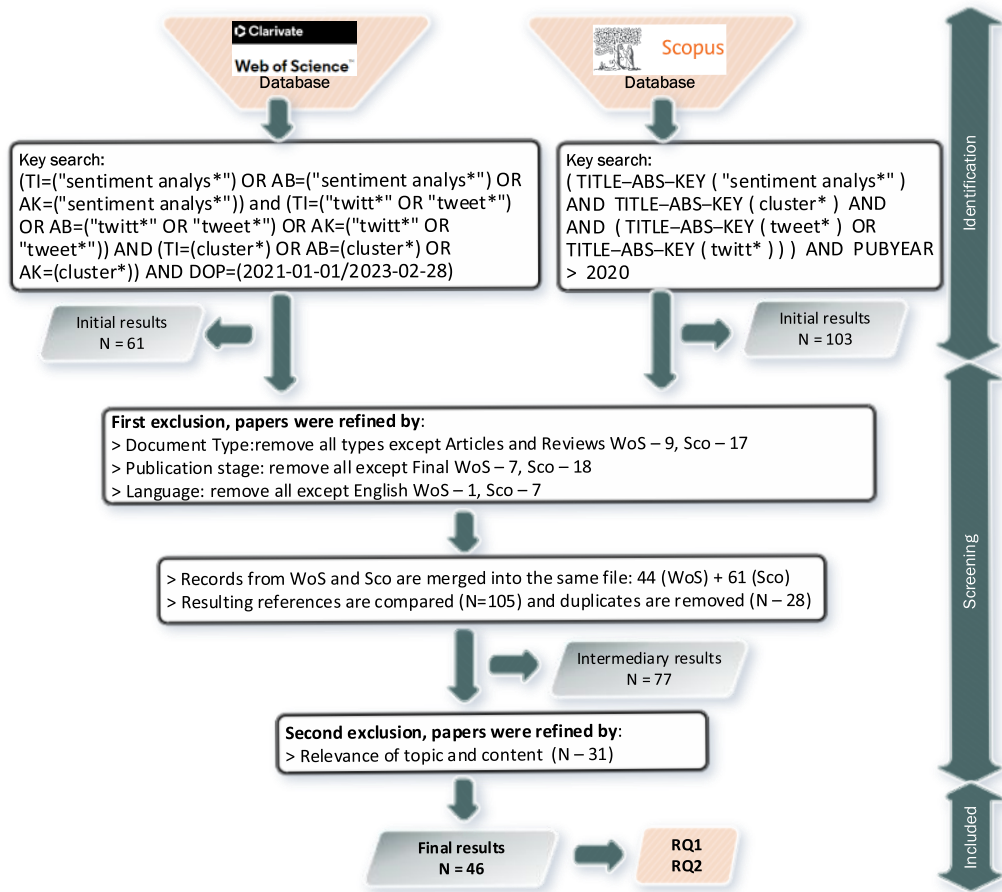 Clarivate
Web of Science™
Database
Scopus
Database
Key search:
(TI=("sentiment analys*") OR AB=("sentiment analys*") OR
AK=("sentiment analys*")) and (TI=("twitt*" OR "tweet*")
OR AB=("twitt*" OR "tweet*") OR AK=("twitt*" OR
"tweet*")) AND (TI=(cluster*) OR AB=(cluster*) OR
AK=(cluster*)) AND DOP=(2021-01-01/2023-02-28)
Key search:
( TITLE–ABS–KEY ( "sentiment analys*" )
AND TITLE–ABS–KEY ( cluster* ) AND
AND ( TITLE–ABS–KEY ( tweet* ) OR
TITLE–ABS–KEY ( twitt* ) ) ) AND PUBYEAR
> 2020
Identification
Initial results
N = 61
Initial results
N = 103
First exclusion, papers were refined by:
> Document Type:remove all types except Articles and Reviews WoS – 9, Sco – 17
> Publication stage: remove all except Final WoS – 7, Sco – 18
> Language: remove all except English WoS – 1, Sco – 7
> Records from WoS and Sco are merged into the same file: 44 (WoS) + 61 (Sco)
> Resulting references are compared (N=105) and duplicates are removed (N – 28)
Screening
Intermediary results
N = 77
Second exclusion, papers were refined by:
> Relevance of topic and content (N – 31)
Final results
N = 46
RQ1
RQ2
Included